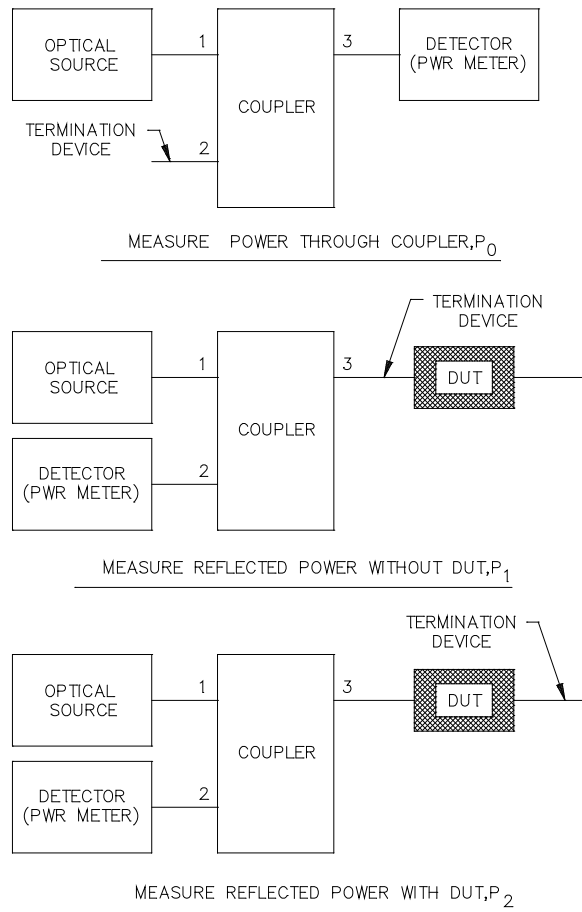 OPTICAL
SOURCE
1
COUPLER
3
DETECTOR
(PWR METER)
TERMINATION
DEVICE
2
MEASURE POWER THROUGH COUPLER,P0
TERMINATION
DEVICE
OPTICAL
SOURCE
1
COUPLER
3
DUT
DETECTOR
(PWR METER)
2
MEASURE REFLECTED POWER WITHOUT DUT,P1
TERMINATION
DEVICE
OPTICAL
SOURCE
1
COUPLER
3
DUT
DETECTOR
(PWR METER)
2
MEASURE REFLECTED POWER WITH DUT,P2